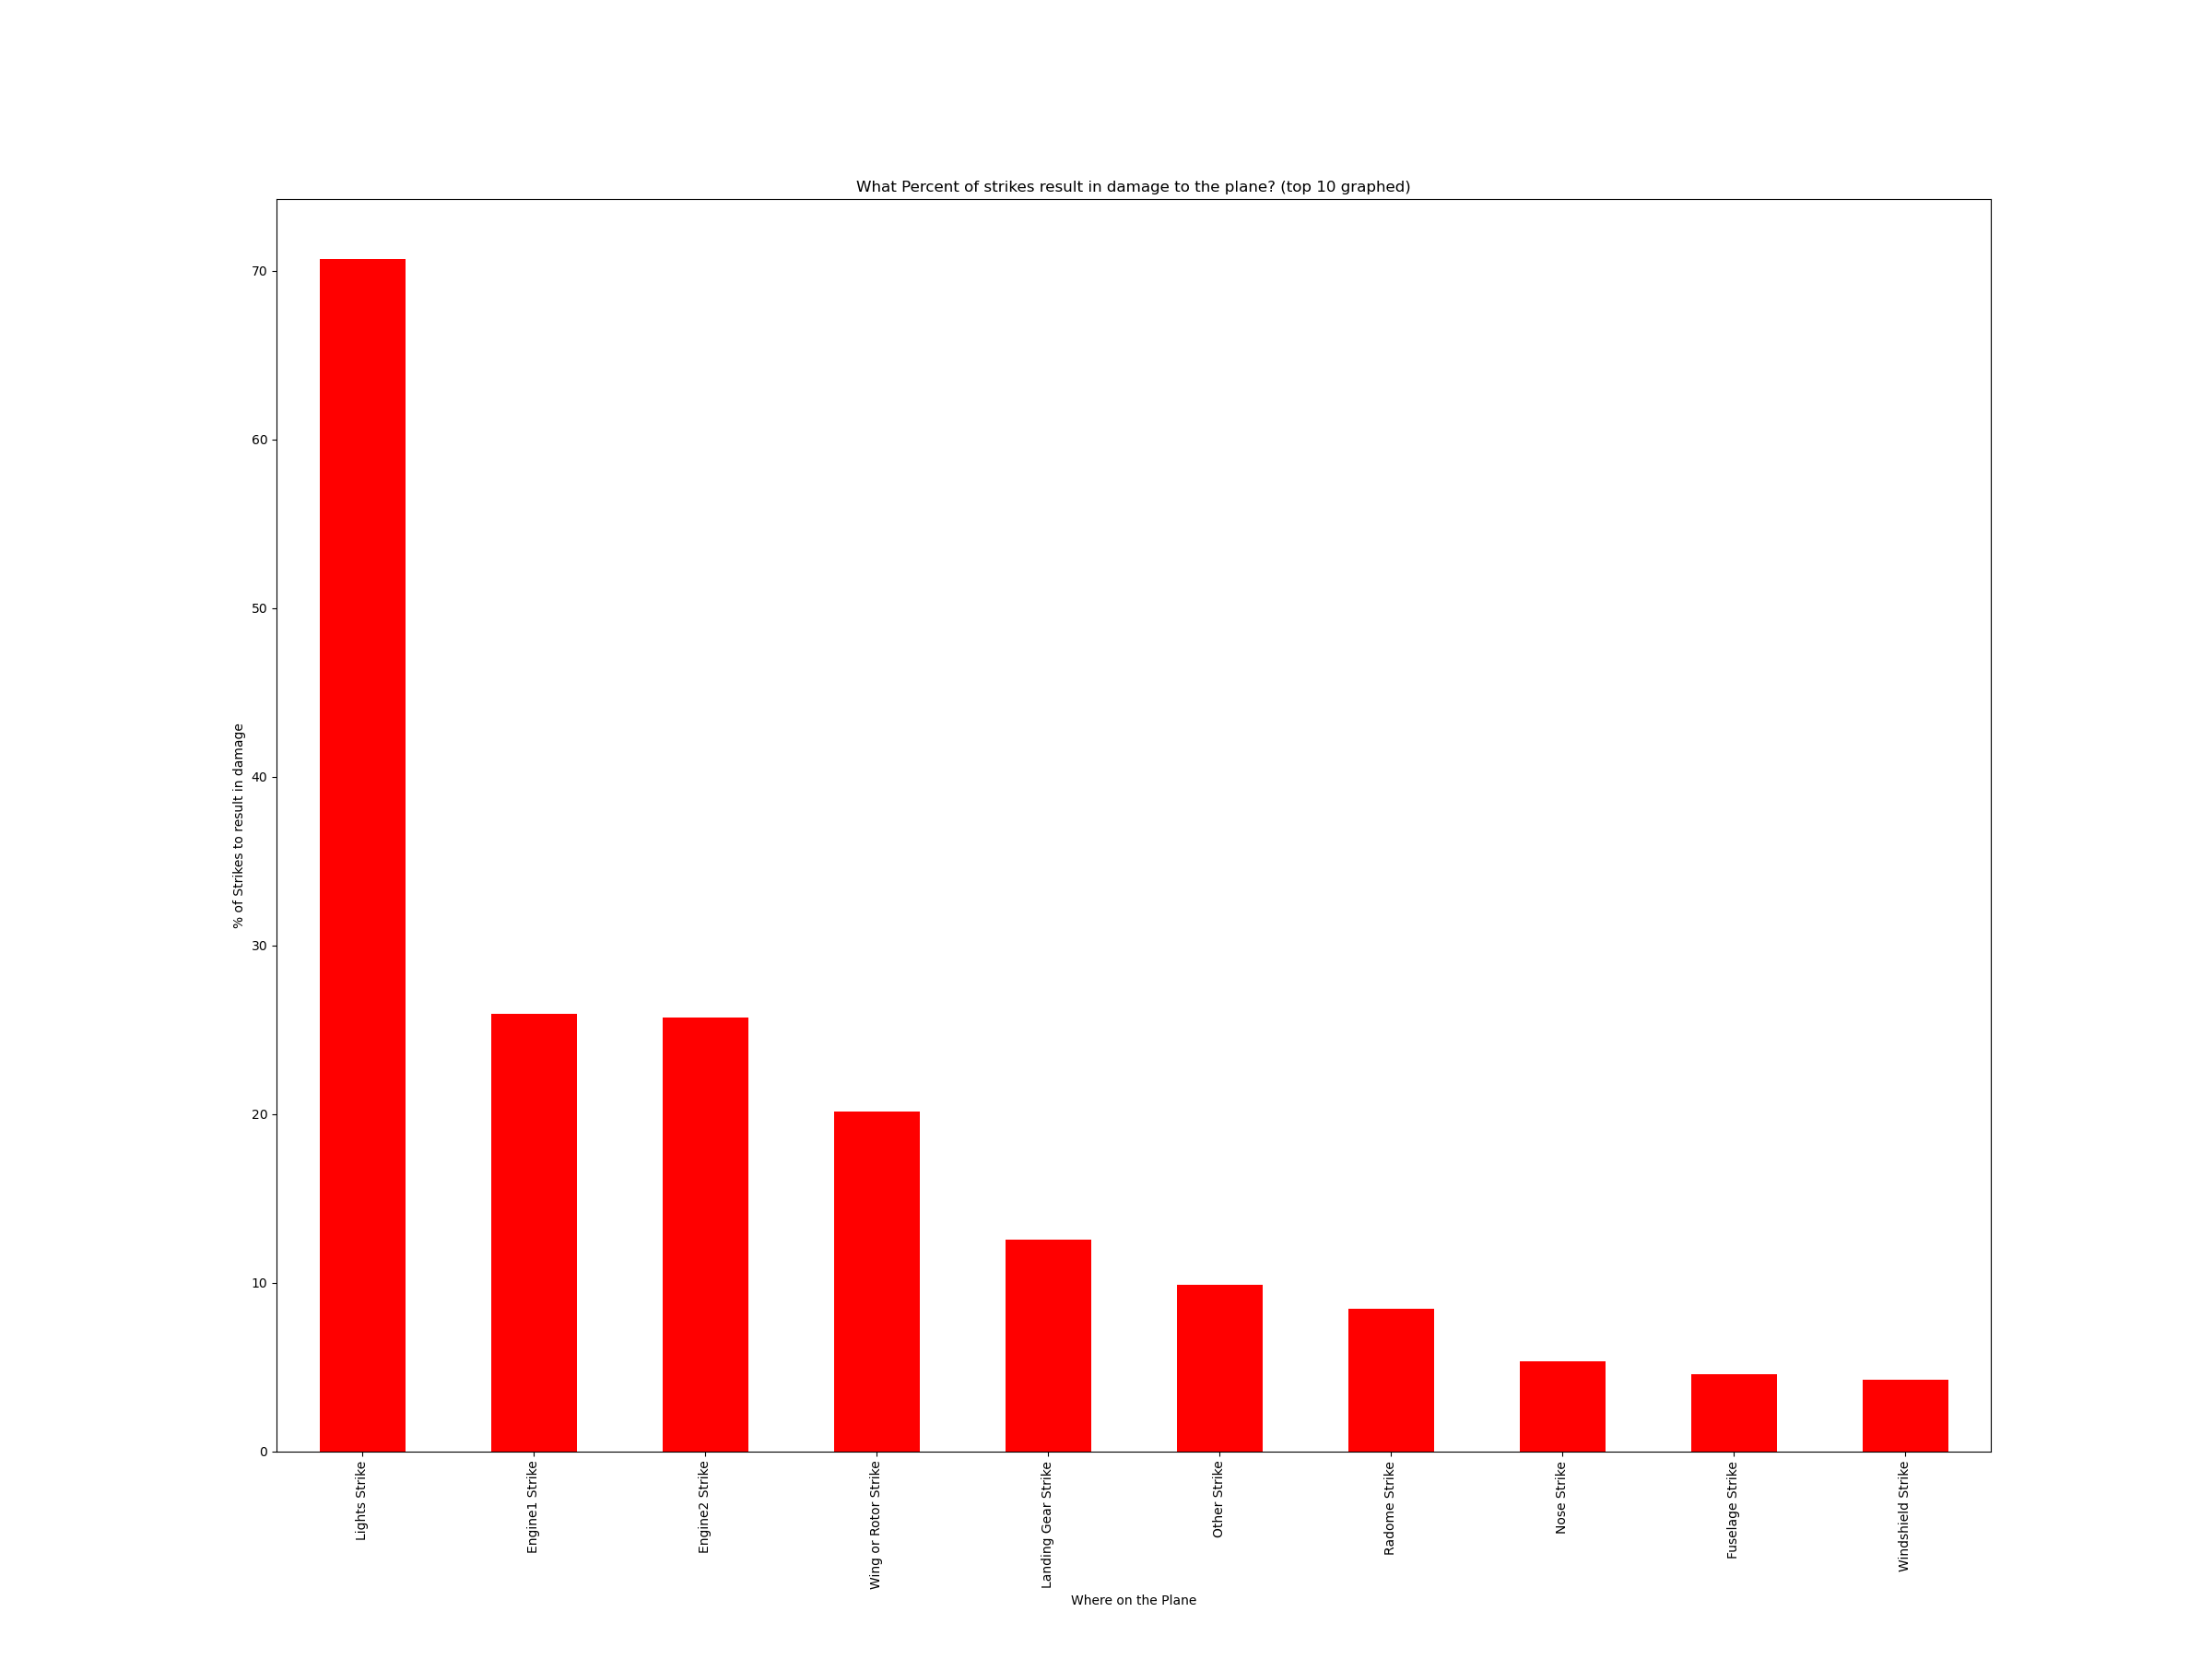 What Percent of strikes result in damage to the plane? (top 10 graphed)
% of Strikes to result in damage
70
60
50
40
30
20
10
0
Lights Strike
Engine1 Strike
Engine2 Strike
Wing or Rotor Strike
Landing Gear Strike
Other Strike
Radome Strike
Nose Strike
Fuselage Strike
Windshield Strike
Where on the Plane